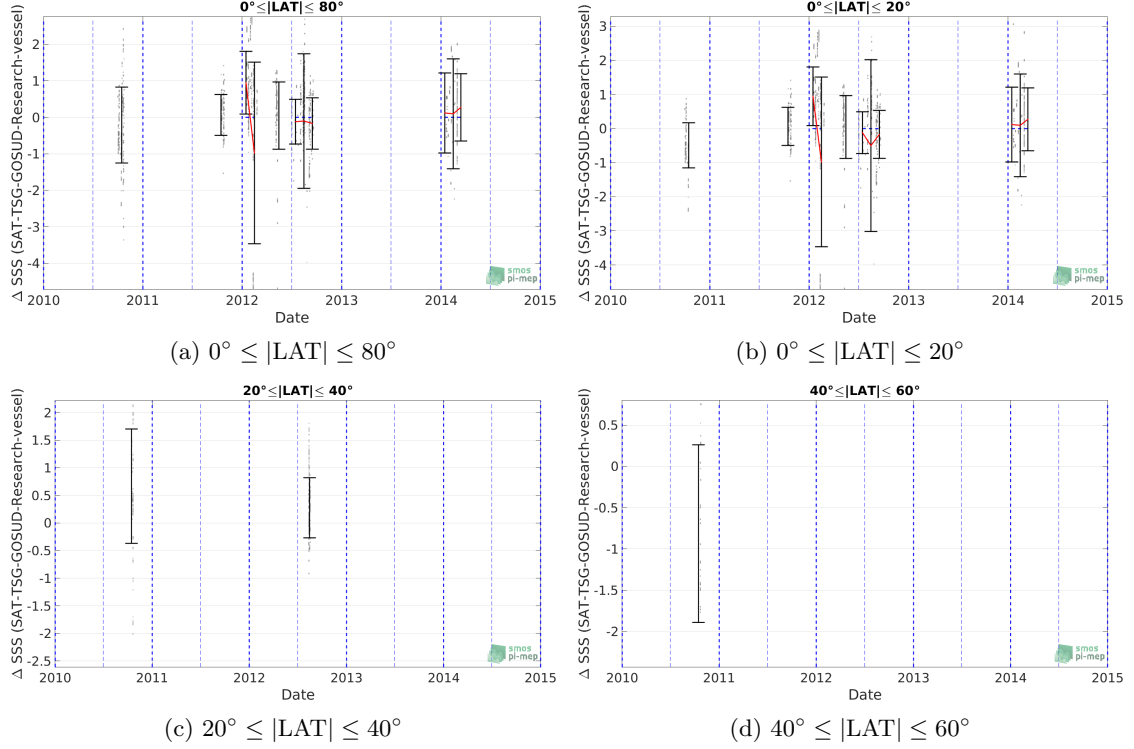 0°≤|LAT|≤ 80°
Δ SSS (SAT-TSG-GOSUD-Research-vessel)
2
1
0
-1
-2
-3
-4
2010 2011 2012 2013 2014 2015
Date
smos
pi-mep
(a) 0° ≤ |LAT| ≤ 80°
0°≤|LAT|≤ 20°
Δ SSS (SAT-TSG-GOSUD-Research-vessel)
3
2
1
0
-1
-2
-3
-4
2010 2011 2012 2013 2014 2015
Date
smos
pi-mep
(b) 0° ≤ |LAT| ≤ 20°
20°≤|LAT|≤ 40°
Δ SSS (SAT-TSG-GOSUD-Research-vessel)
2
1.5
1
0.5
0
-0.5
-1
-1.5
-2
-2.5
2010 2011 2012 2013 2014 2015
Date
smos
pi-mep
(c) 20° ≤ |LAT| ≤ 40°
40°≤|LAT|≤ 60°
Δ SSS (SAT-TSG-GOSUD-Research-vessel)
0.5
0
-0.5
-1
-1.5
-2
2010 2011 2012 2013 2014 2015
Date
smos
pi-mep
(d) 40° ≤ |LAT| ≤ 60°